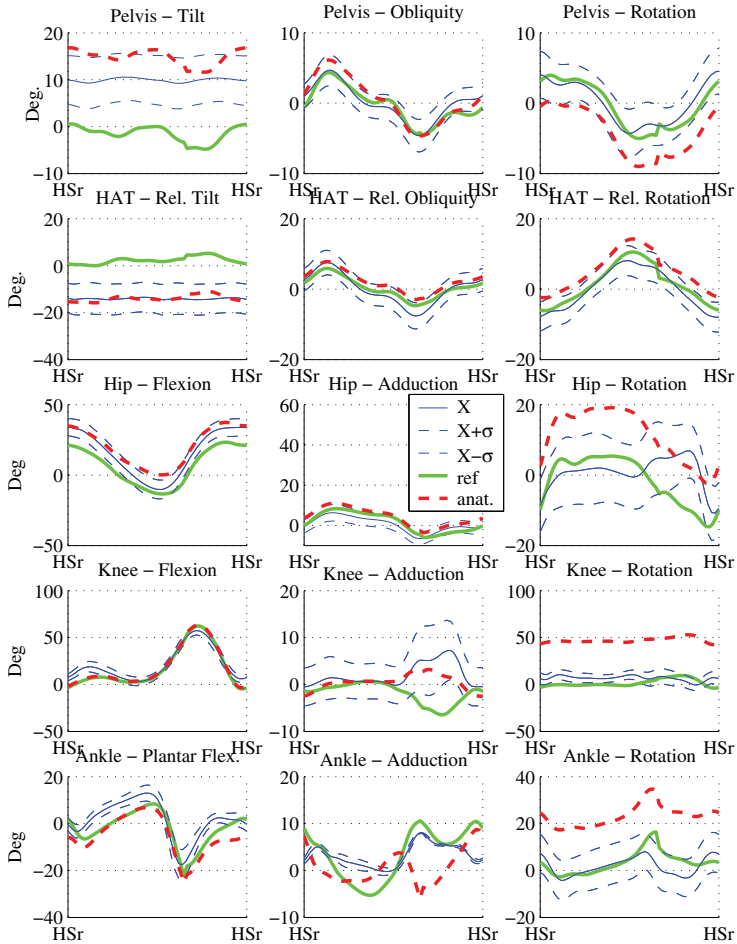 Pelvis − Tilt
Pelvis − Obliquity
Pelvis − Rotation
20
10
0
−10
Deg.
HSr
HSr
10
0
−10
HSr
HSr
10
0
−10
HSr
HSr
HAT − Rel. Tilt
HAT − Rel. Obliquity
HAT − Rel. Rotation
20
0
−20
−40
Deg.
HSr
HSr
20
0
−20
HSr
HSr
20
0
−20
HSr
HSr
Hip − Flexion
Hip − Adduction
Hip − Rotation
50
0
−50
Deg
HSr
HSr
60
40
20
0
HSr
HSr
X
X+σ
X−σ
ref
anat.
20
0
−20
HSr
HSr
Knee − Flexion
Knee − Adduction
Knee − Rotation
100
50
0
−50
Deg
HSr
HSr
20
10
0
−10
HSr
HSr
100
50
0
−50
HSr
HSr
Ankle − Plantar Flex.
Ankle − Adduction
Ankle − Rotation
20
0
−20
−40
Deg
HSr
HSr
20
10
0
−10
HSr
HSr
40
20
0
−20
HSr
HSr